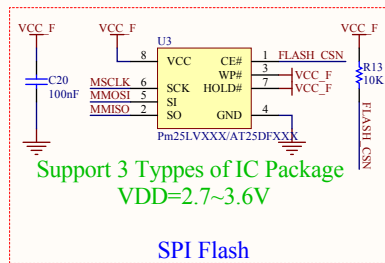 VCC_F
VCC_F
VCC_F
U3
8
VCC
CE#
1
FLASH_CSN
WP#
3
VCC_F
HOLD#
7
VCC_F
C20
100nF
MSCLK
6
SCK
MMOSI
5
SI
MMISO
2
SO
GND
4
R13
10K
FLASH_CSN
Pm25LVXXX/AT25DFXXX
Support 3 Typpes of IC Package
VDD=2.7~3.6V
SPI Flash